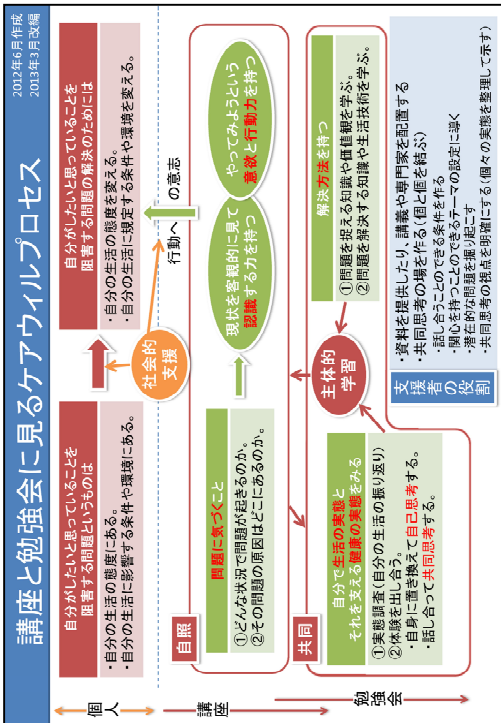 講座と勉強会に見るケアウィルプロセス
2012年6月作成
2013年3月改編
個人
自分がしたいと思っていることを
阻害する問題というものは
・自分の生活の態度にある。
・自分の生活に影響する条件や環境にある。
自分がしたいと思っていることを
阻害する問題の解決のためには
・自分の生活の態度を変える。
・自分の生活に規定する条件や環境を変える。
社会的
支援
行動への意志
講座
自照
問題に気づくこと
①どんな状況で問題が起きるのか。
②その問題の原因はどこにあるのか。
現状を客観的に見て
認識する力を持つ
やってみようという
意欲と行動力を持つ
勉強会
共同
自分で生活の実態と
それを支える健康の実態をみる
①実態調査(自分の生活の振り返り)
②体験を出し合う。
・自身に置き換えて自己思考する。
・話し合って共同思考する。
主体的
学習
解決方法を持つ
①問題を捉える知識や価値観を学ぶ。
②問題を解決する知識や生活技術を学ぶ。
支援者の役割
・資料を提供したり、講義や専門家を配置する
・共同思考の場を作る(個と個を結ぶ)
・話し合うことのできる条件を作る
・関心を持つことのできるテーマの設定に導く
・潜在的な問題を掘り起こす
・共同思考の視点を明確にする(個々の実態を整理して示す)